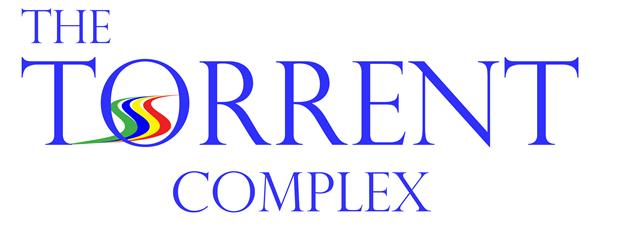 THE
TORRENT
COMPLEX